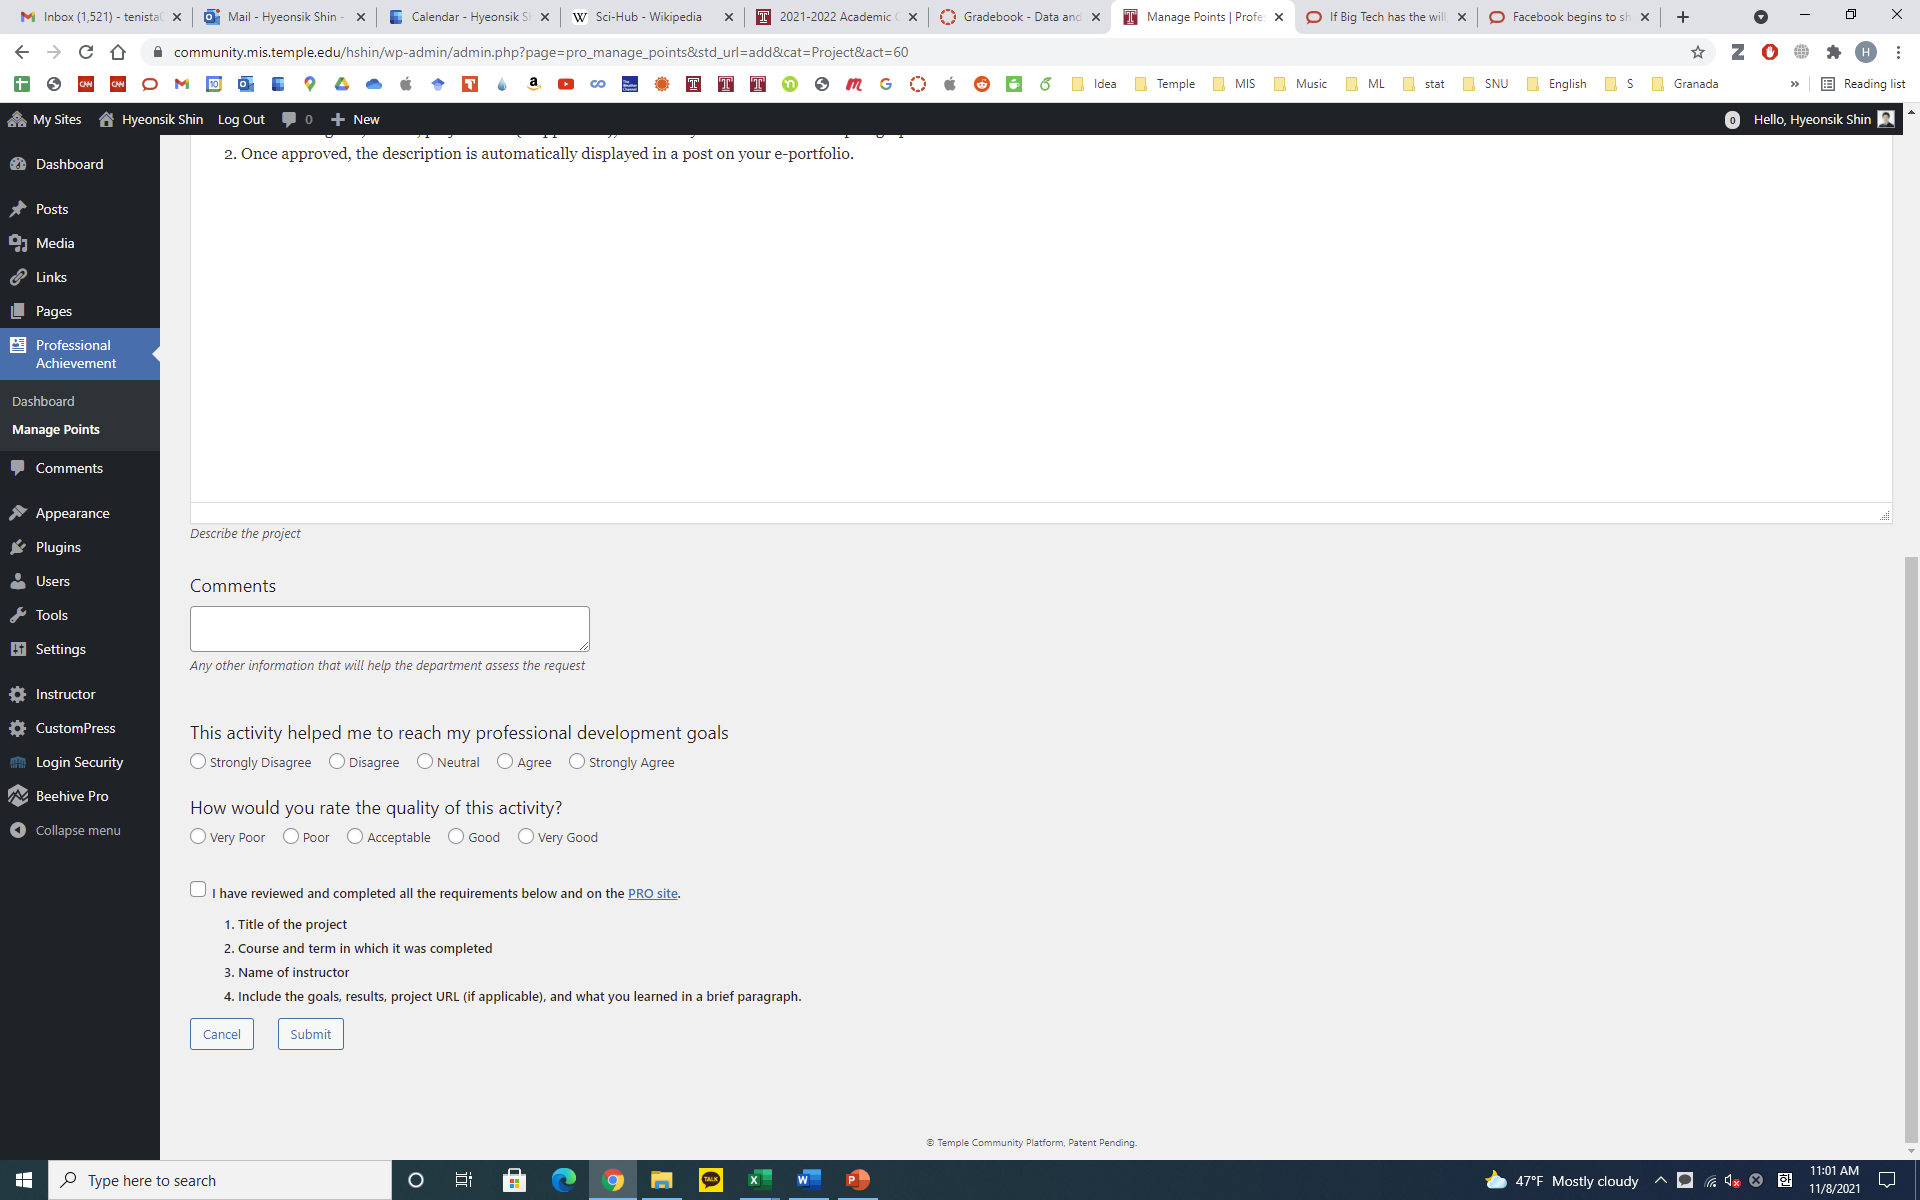 Inbox (1,521) - tenista
Mail - Hyeonsik Shin -
Calendar - Hyeonsik S
Sci-Hub - Wikipedia
2021-2022 Academic C
Gradebook - Data and
Manage Points | Profe
If Big Tech has the will
Facebook begins to sh
community.mis.temple.edu/hshin/wp-admin/admin.php?page=pro_manage_points&std_url=add&cat=Project&act=60
Idea
Temple
MIS
Music
ML
stat
SNU
English
S
Granada
Reading list
My Sites
Hyeonsik Shin
Log Out
0
New
0
Hello, Hyeonsik Shin
Dashboard
Posts
Media
Links
Pages
Professional
Achievement
Dashboard
Manage Points
Comments
Appearance
Plugins
Users
Tools
Settings
Instructor
CustomPress
Login Security
Beehive Pro
Collapse menu
2. Once approved, the description is automatically displayed in a post on your e-portfolio.
Describe the project
Comments
Any other information that will help the department assess the request
This activity helped me to reach my professional development goals
Strongly Disagree
Disagree
Neutral
Agree
Strongly Agree
How would you rate the quality of this activity?
Very Poor
Poor
Acceptable
Good
Very Good
I have reviewed and completed all the requirements below and on the PRO site.
1. Title of the project
2. Course and term in which it was completed
3. Name of instructor
4. Include the goals, results, project URL (if applicable), and what you learned in a brief paragraph.
Cancel
Submit
© Temple Community Platform, Patent Pending.
Type here to search
47°F Mostly cloudy
한
11:01 AM
11/8/2021